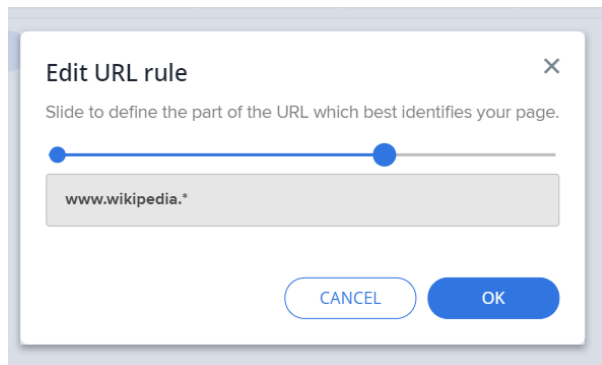 Edit URL rule
Slide to define the part of the URL which best identifies your page.
www.wikipedia.*
CANCEL
OK